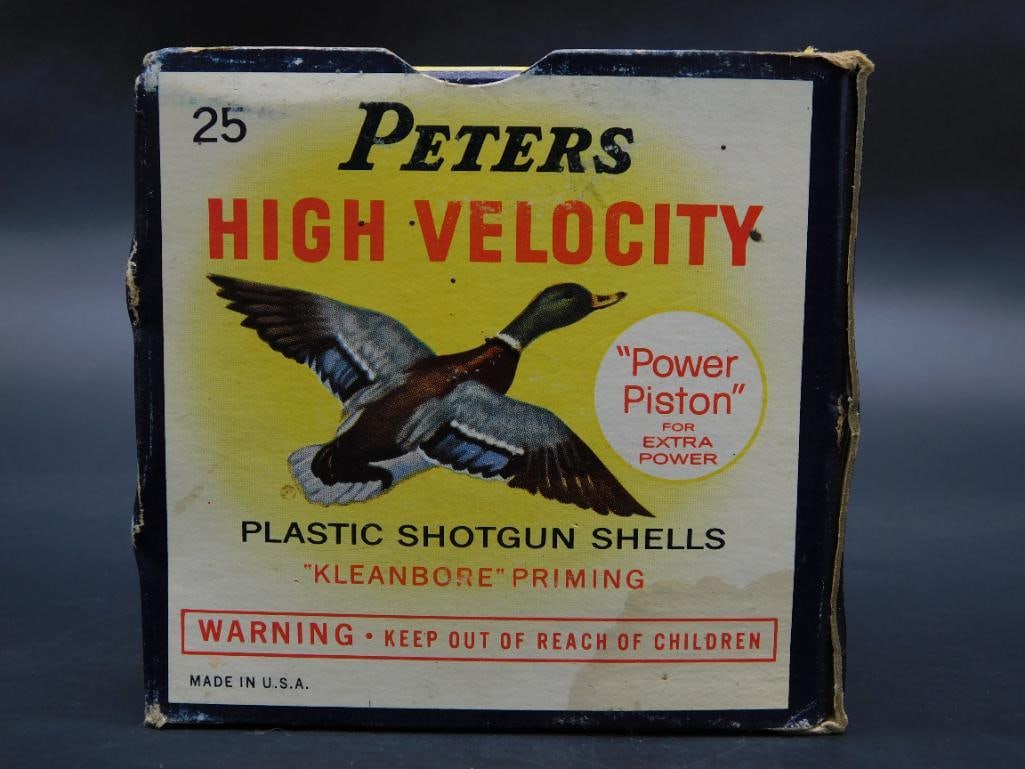 25
PETERS
HIGH VELOCITY
"Power
Piston"
FOR
EXTRA
POWER
PLASTIC SHOTGUN SHELLS
"KLEANBORE" PRIMING
WARNING • KEEP OUT OF REACH OF CHILDREN
MADE IN U.S.A.